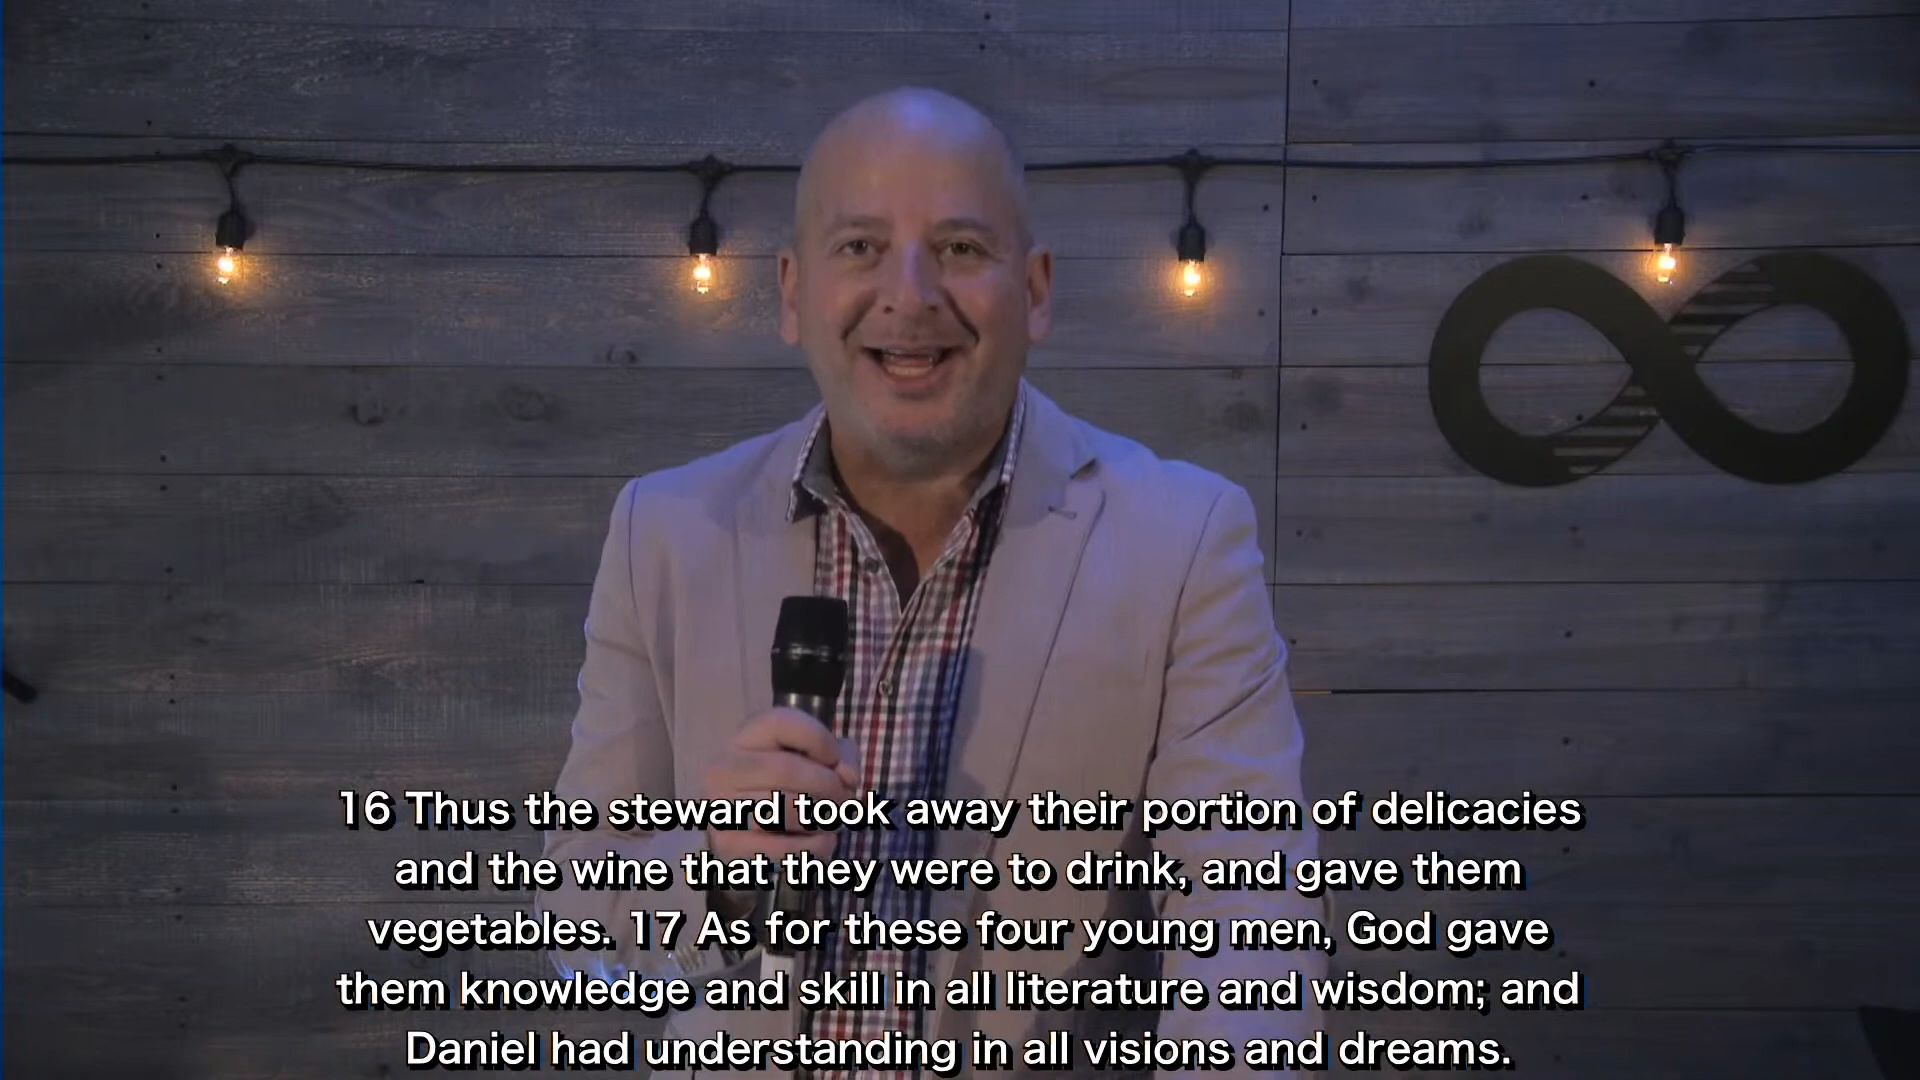 16 Thus the steward took away their portion of delicacies
and the wine that they were to drink, and gave them
vegetables. 17 As for these four young men, God gave
them knowledge and skill in all literature and wisdom; and
Daniel had understanding in all visions and dreams.